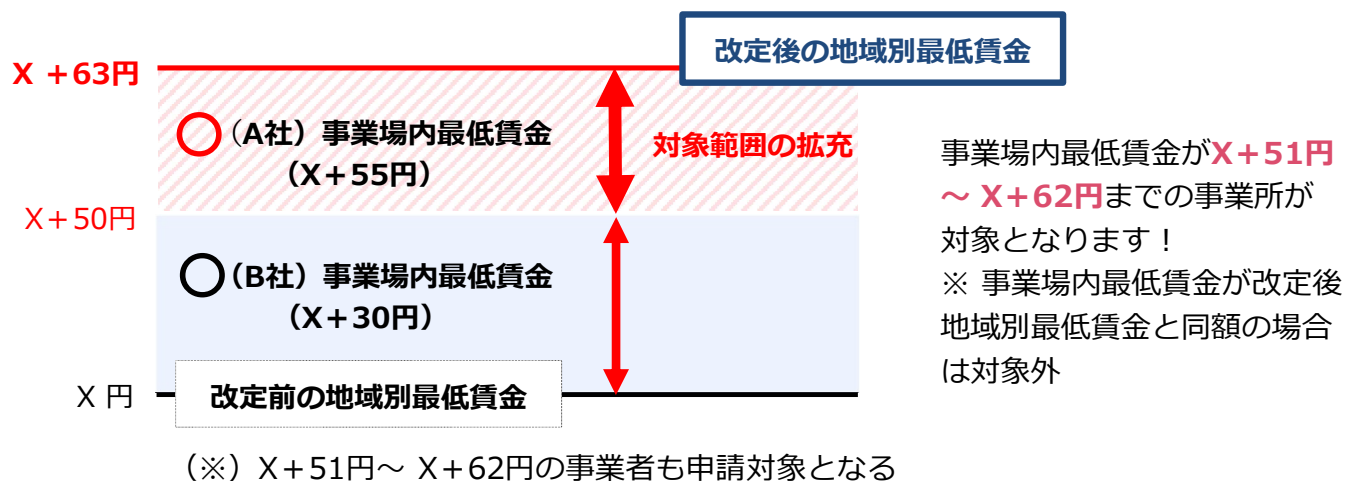 改定後の地域別最低賃金
X +63円
（A社）事業場内最低賃金
（X＋55円）
対象範囲の拡充
X＋50円
（B社）事業場内最低賃金
（X＋30円）
X 円
改定前の地域別最低賃金
事業場内最低賃金がX＋51円
～ X＋62円までの事業所が
対象となります！
※ 事業場内最低賃金が改定後
地域別最低賃金と同額の場合
は対象外
（※）X＋51円～ X＋62円の事業者も申請対象となる